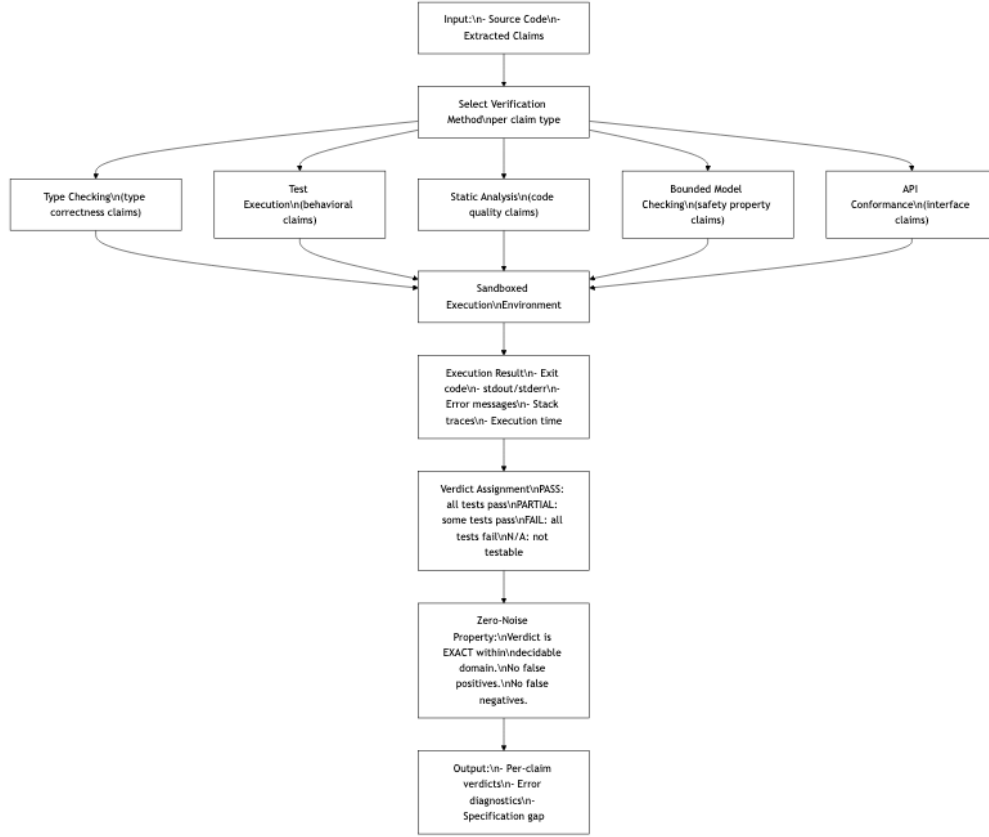 Input:\n- Source Code\n-
Extracted Claims
Select Verification
Method\nper claim type
Type Checking\n(type
correctness claims)
Test
Execution\n(behavioral
claims)
Static Analysis\n(code
quality claims)
Bounded Model
Checking\n(safety property
claims)
API
Conformance\n(interface
claims)
Sandboxed
Execution\nEnvironment
Execution Result\n- Exit
code\n- stdout/stderr\n-
Error messages\n- Stack
traces\n- Execution time
Verdict Assignment\nPASS:
all tests pass\nPARTIAL:
some tests pass\nFAIL: all
tests fail\nN/A: not
testable
Zero-Noise
Property:\nVerdict is
EXACT within\ndecidable
domain.\nNo false
positives.\nNo false
negatives.
Output:\n- Per-claim
verdicts\n- Error
diagnostics\n-
Specification gap